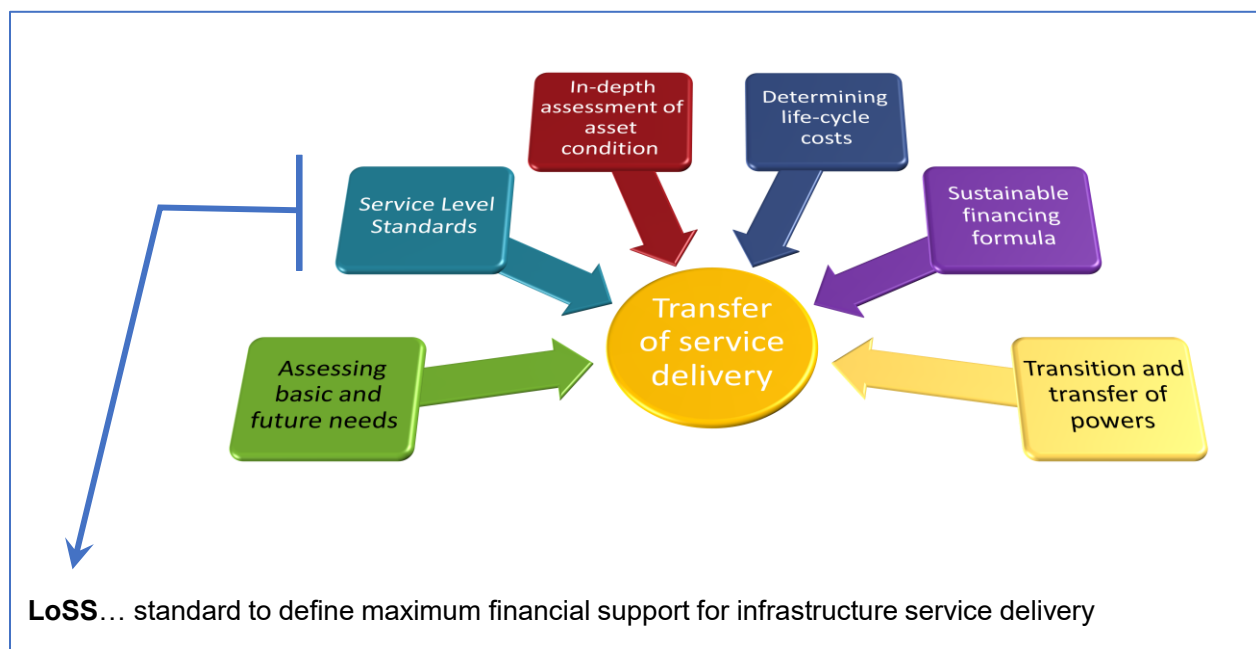 In-depth
assessment of
asset
condition
Determining
life-cycle
costs
Service Level
Standards
Sustainable
financing
formula
Transfer
of service
delivery
Assessing
basic and
future needs
Transition and
transfer of
powers
LoSS... standard to define maximum financial support for infrastructure service delivery